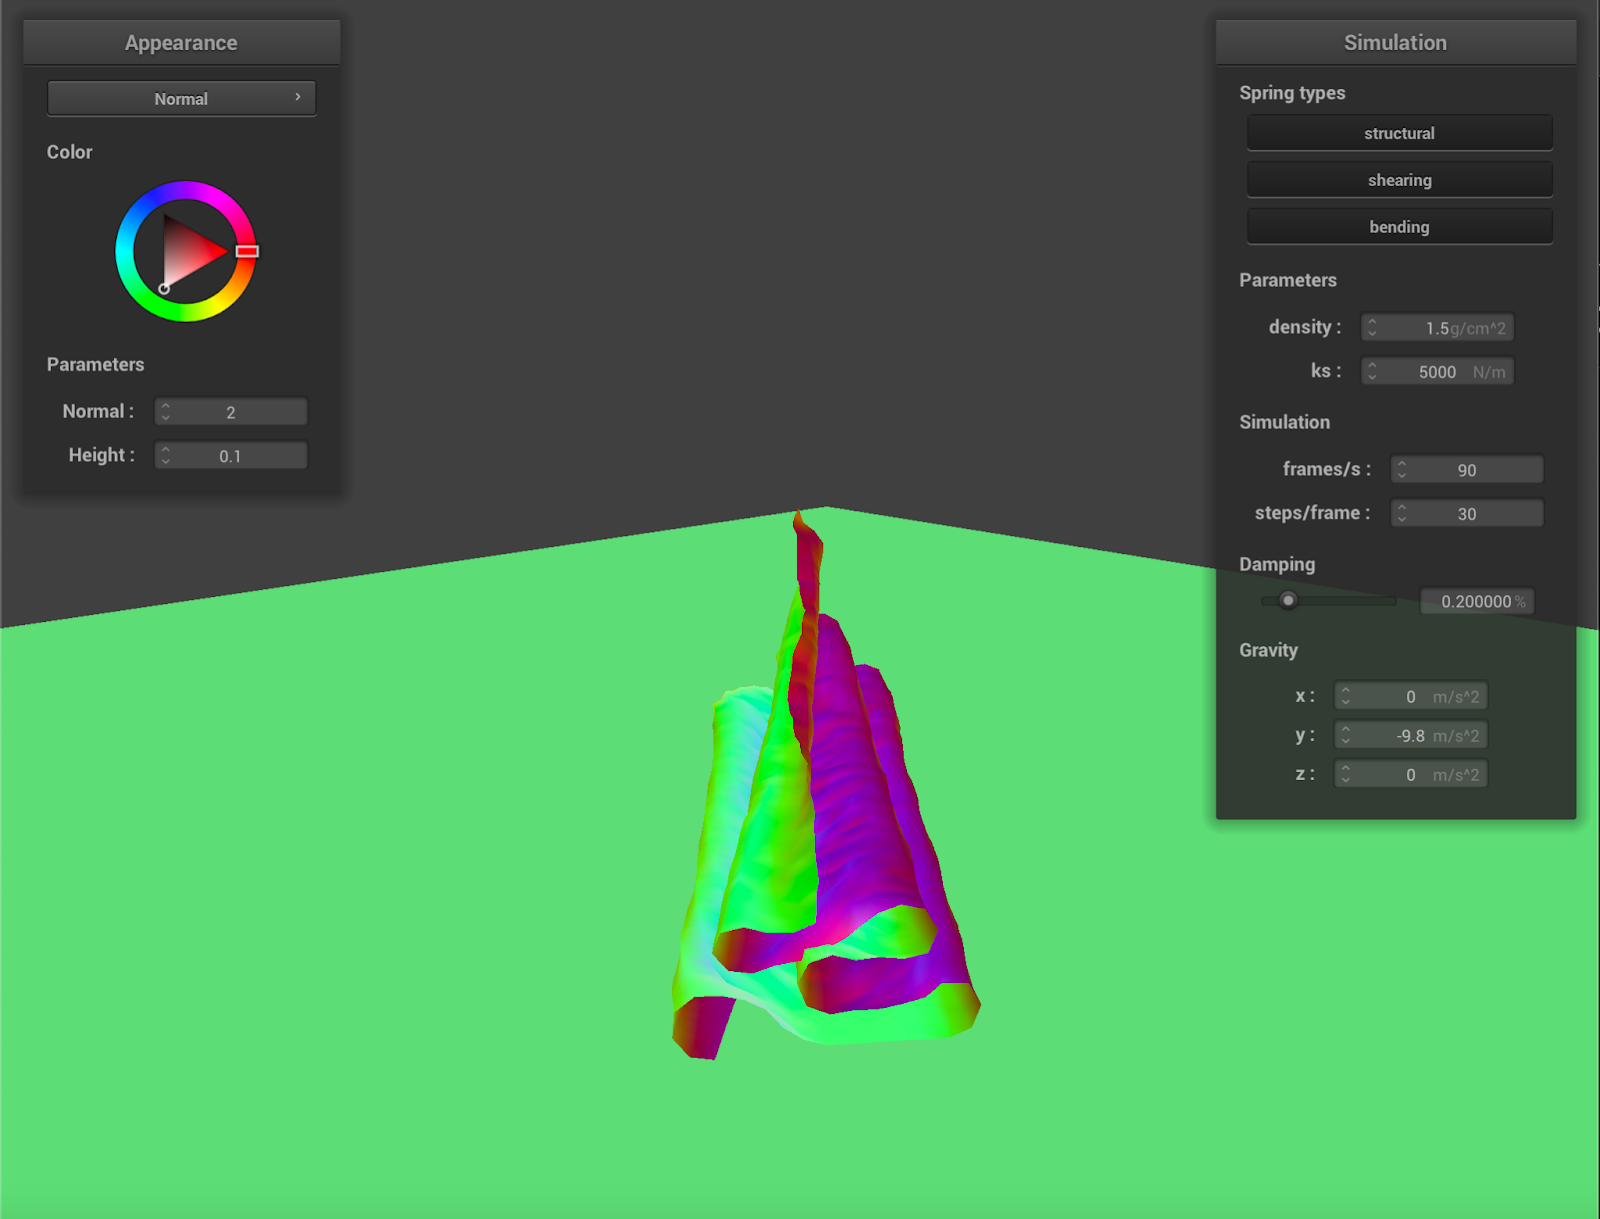 Appearance
Normal
Color
Parameters
Normal : 2
Height : 0.1
Simulation
Spring types
structural
shearing
bending
Parameters
density : 1.5 g/cm^2
ks : 5000 N/m
Simulation
frames/s : 90
steps/frame : 30
Damping
0.200000 %
Gravity
x : 0 m/s^2
y : -9.8 m/s^2
z : 0 m/s^2